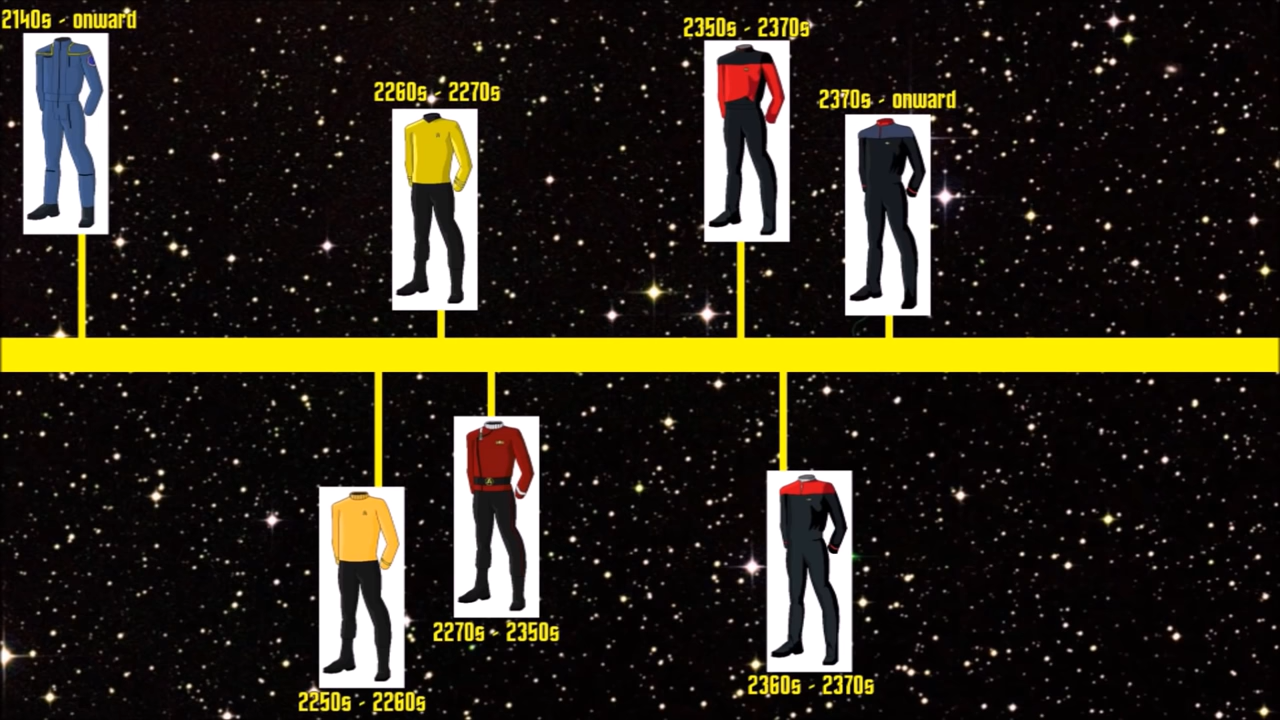 2140s - onward
2350s - 2370s
2260s - 2270s
2370s - onward
2270s - 2350s
2360s - 2370s
2250s - 2260s